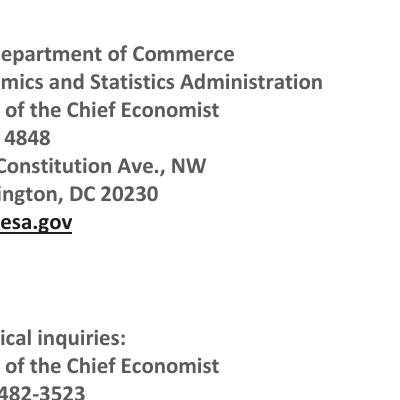 epartment of Commerce
mics and Statistics Administration
of the Chief Economist
4848
Constitution Ave., NW
ington, DC 20230
esa.gov
ical inquiries:
of the Chief Economist
482-3523